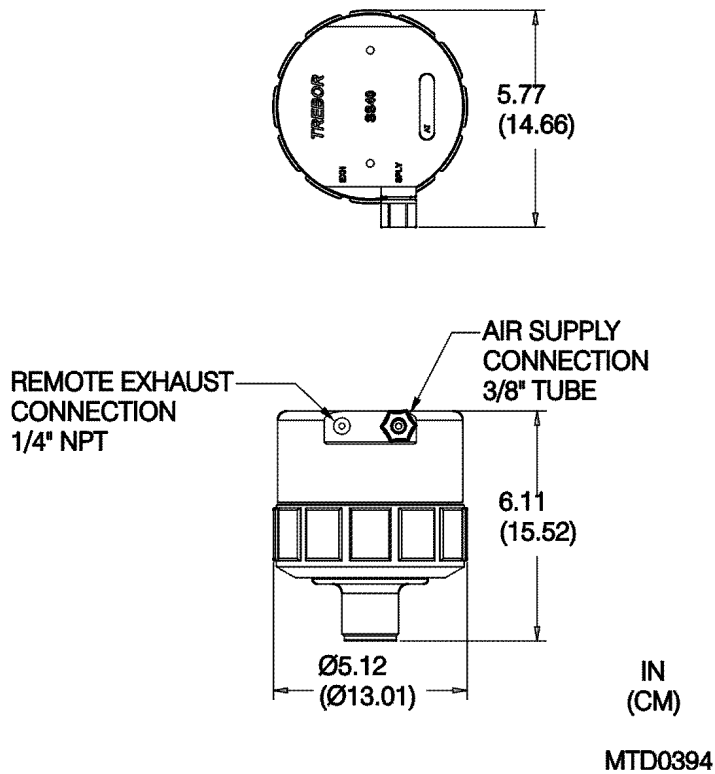 TREBOR
SS40
EXH
SPLY
5.77
(14.66)
AIR SUPPLY
CONNECTION
3/8" TUBE
REMOTE EXHAUST
CONNECTION
1/4" NPT
6.11
(15.52)
Ø5.12
(Ø13.01)
IN
(CM)
MTD0394